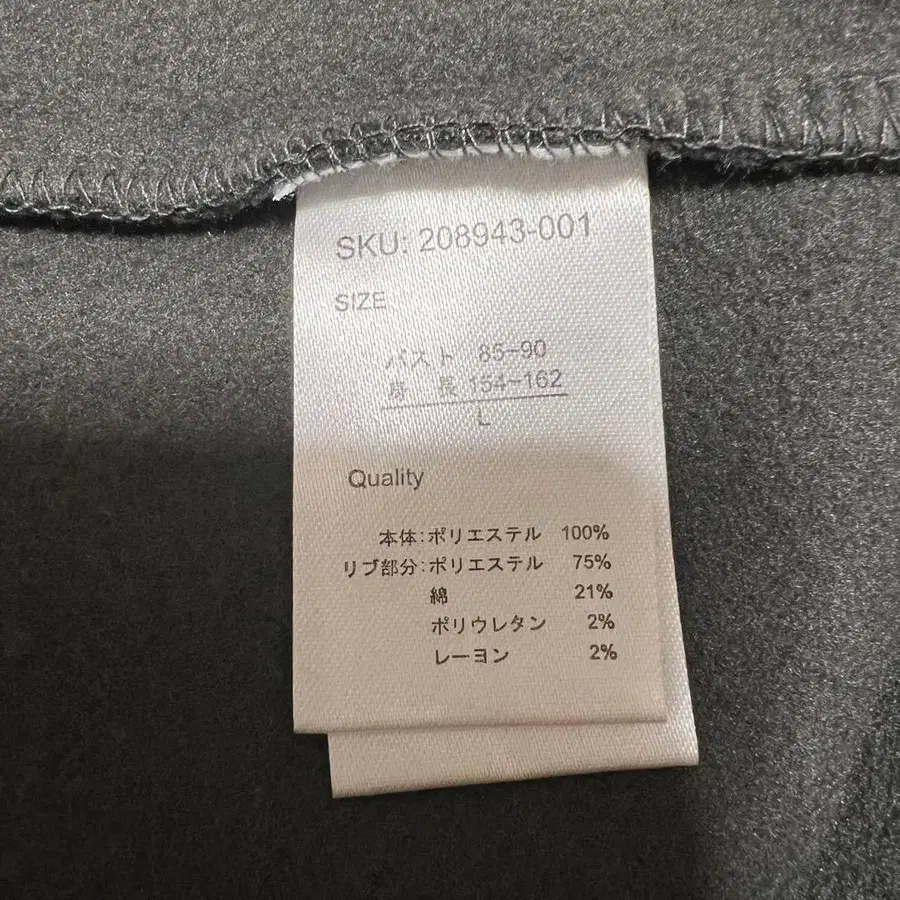 SKU: 208943-001
SIZE
バスト 85-90
身 長 154-162
L
Quality
本体:ポリエステル 100%
リブ部分:ポリエステル 75%
綿 21%
ポリウレタン 2%
レーヨン 2%